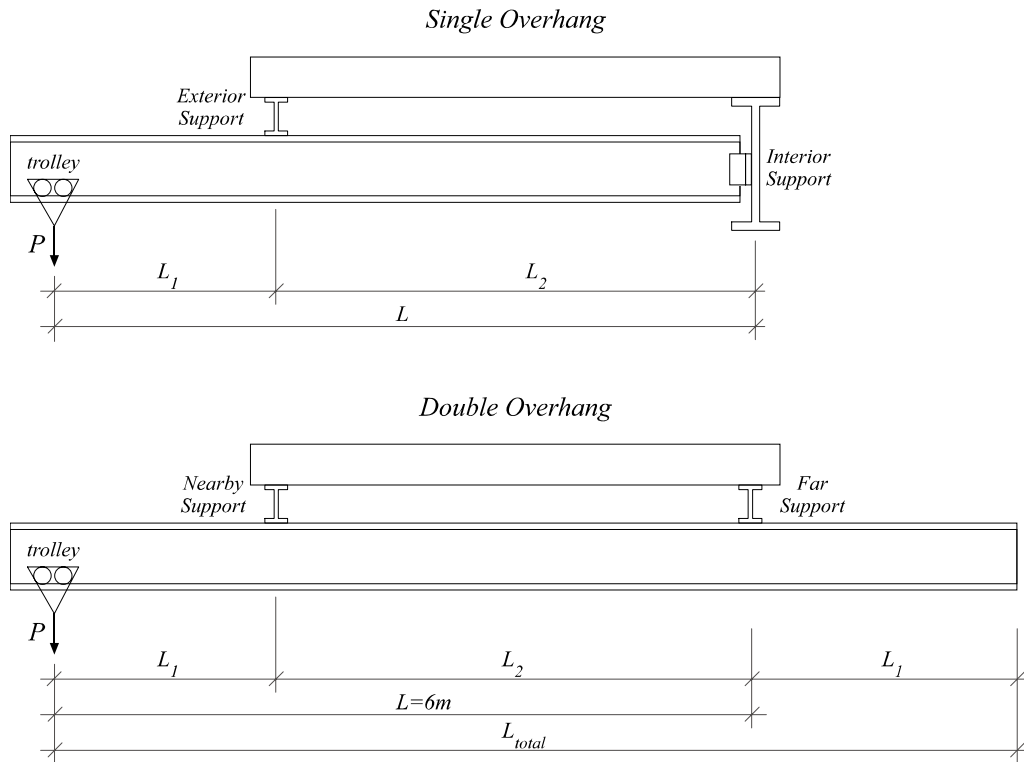 Single Overhang
Exterior
Support
trolley
Interior
Support
P
L1
L2
L
Double Overhang
Nearby
Support
Far
Support
trolley
P
L1
L2
L1
L=6m
Ltotal